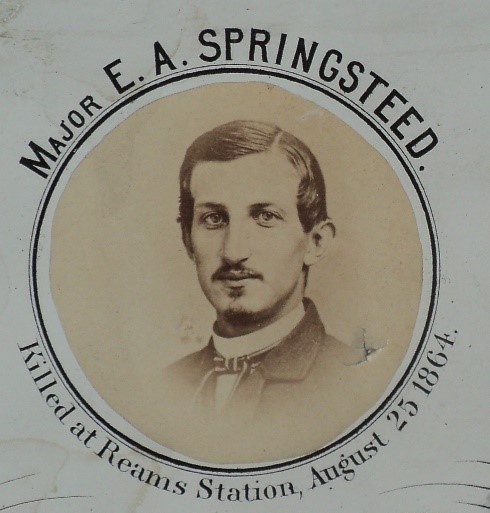 MAJOR E. A. SPRINGSTEED.
Killed at Reams Station, August 25 1864.